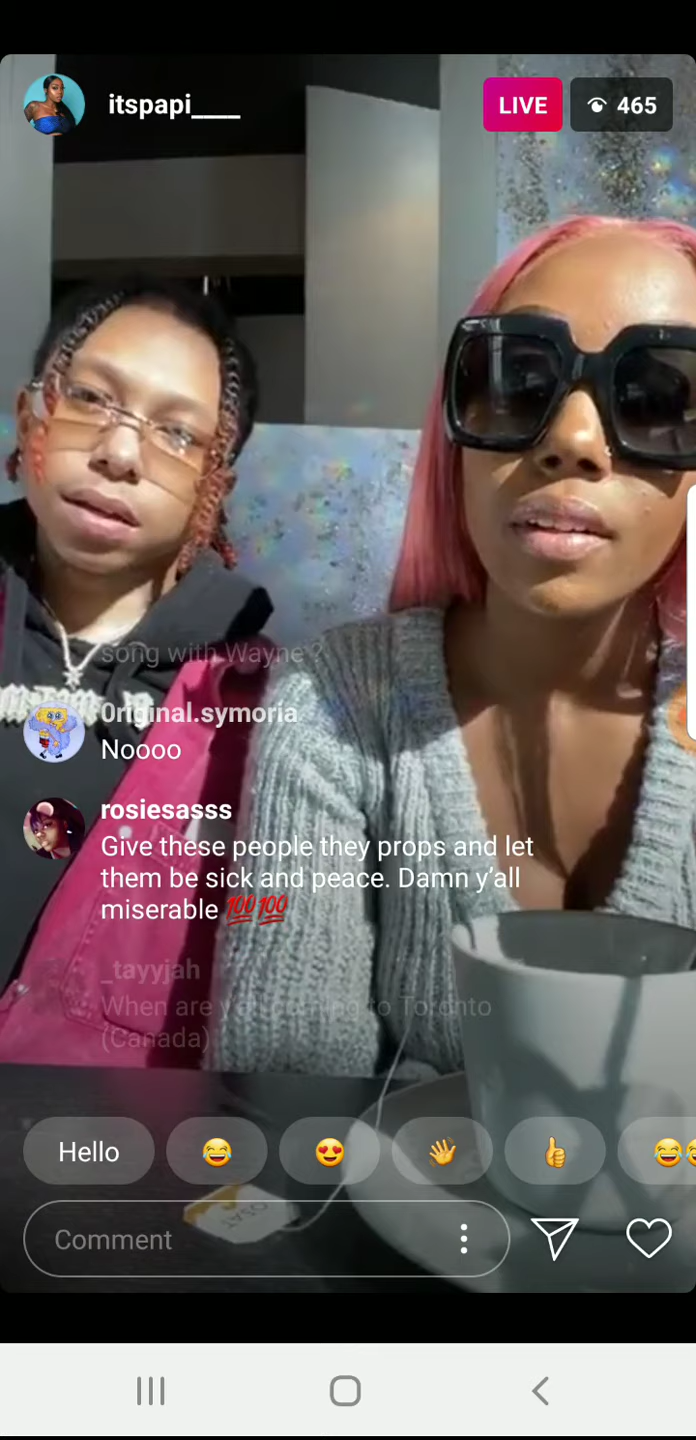 itspapi____
LIVE
465
song with Wayne ?
0riginal.symoria
Noooo
rosiesasss
Give these people they props and let
them be sick and peace. Damn y'all
miserable 💯💯
_tayyjah
When are y'all coming to Toronto
(Canada)
Hello 😂 😍 👋 👍 😂
Comment